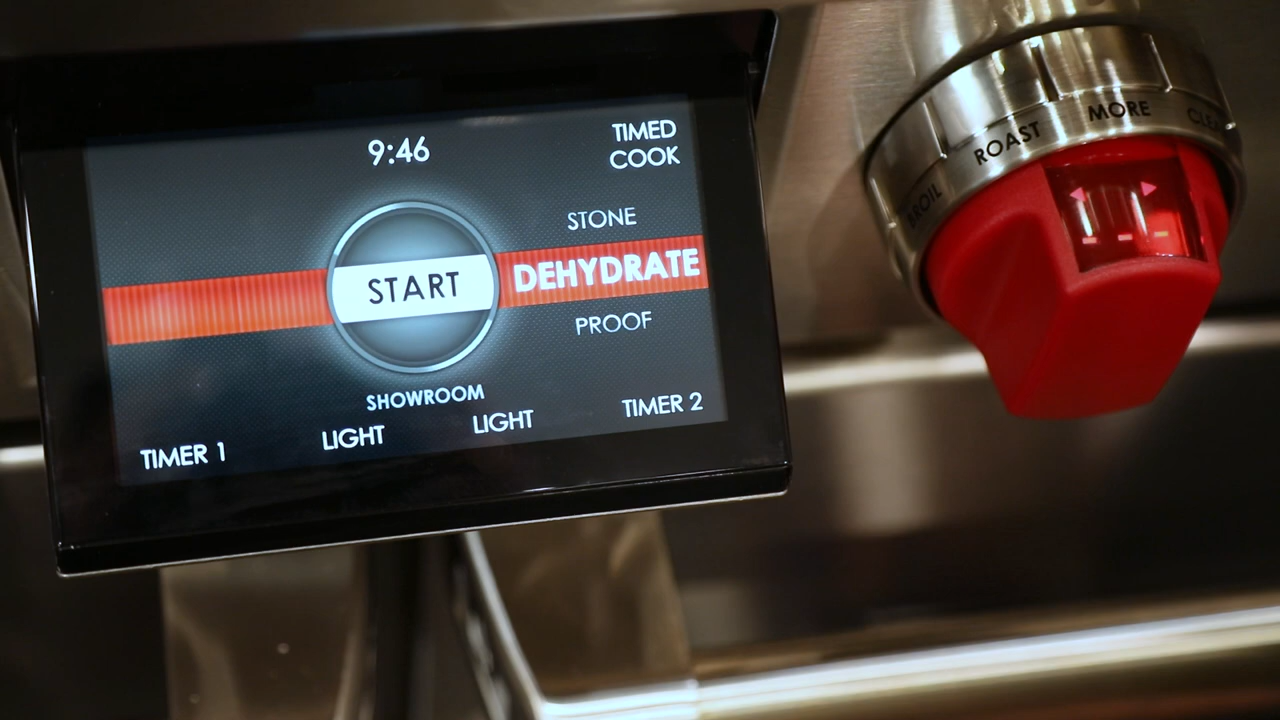 9:46
TIMED
COOK
STONE
START
DEHYDRATE
PROOF
SHOWROOM
TIMER 1
LIGHT
LIGHT
TIMER 2
BROIL
ROAST
MORE